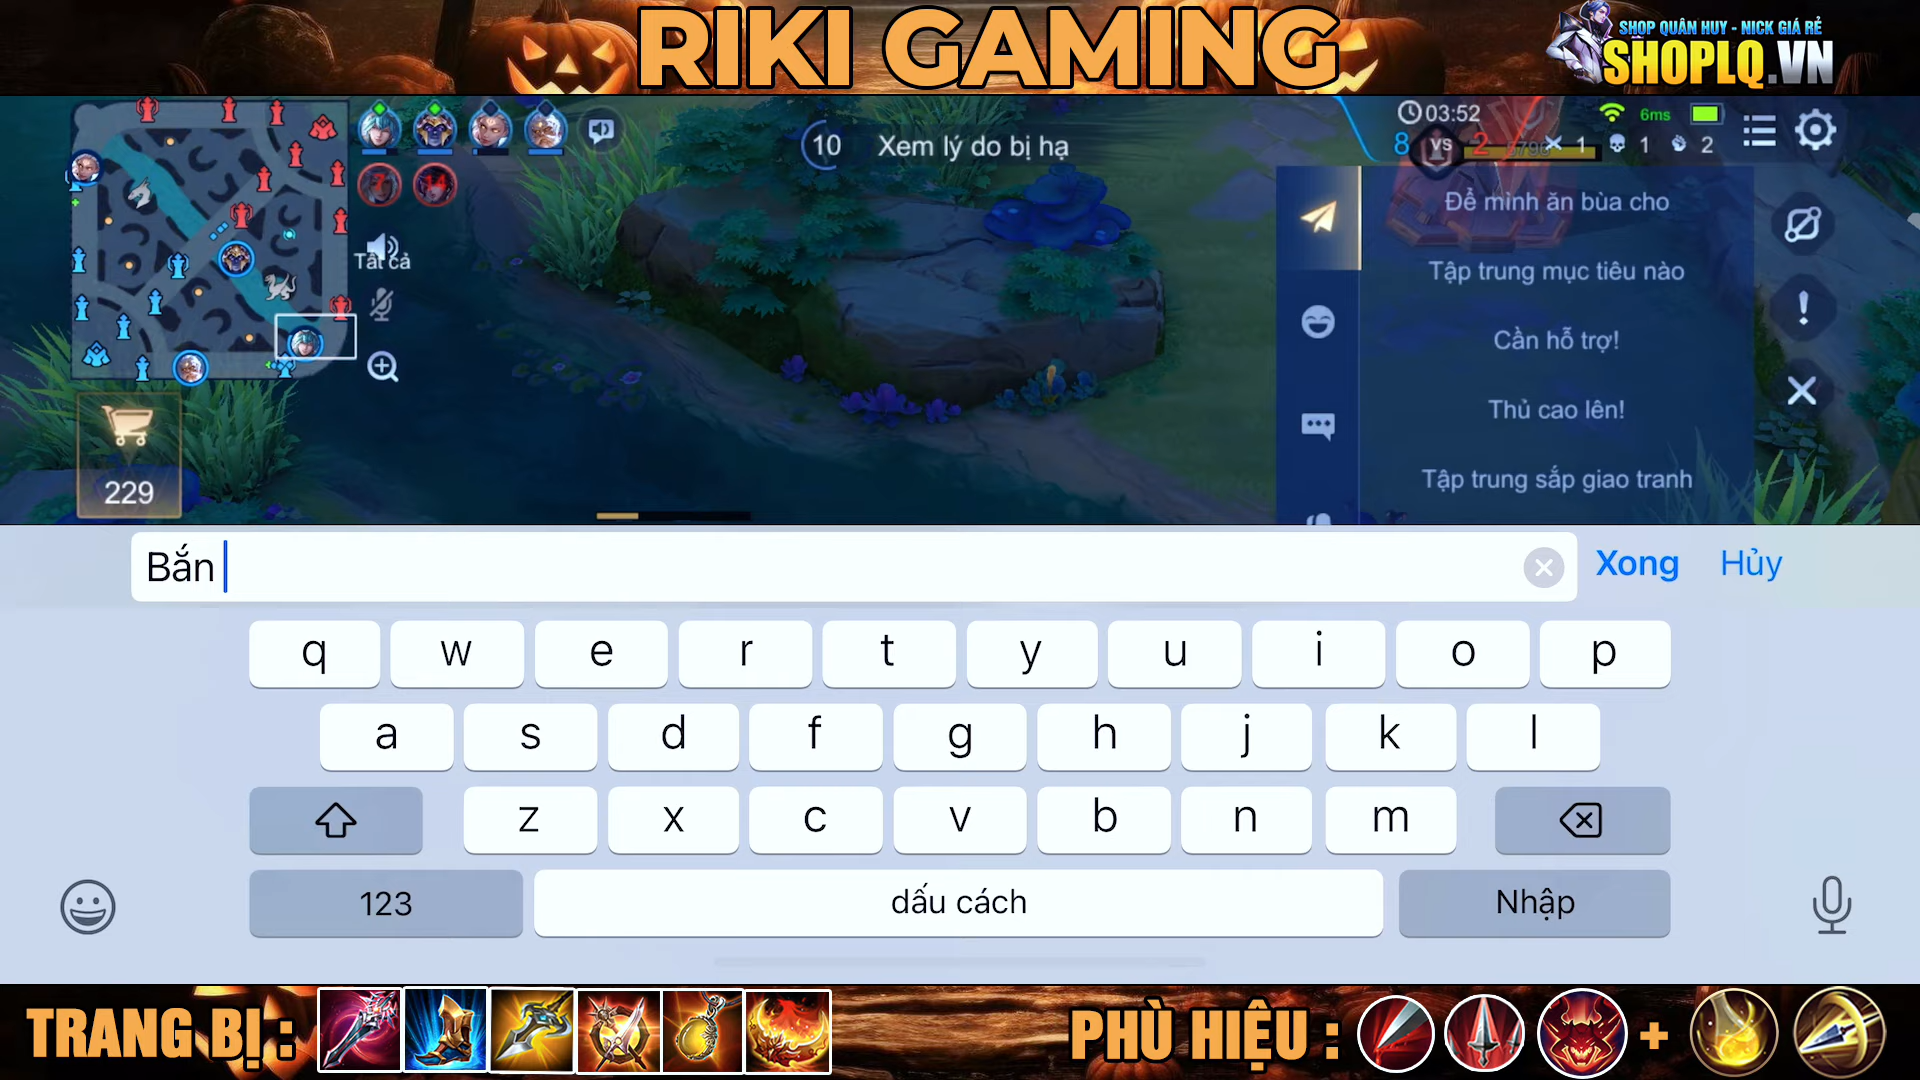 RIKI GAMING
SHOP QUÂN HUY - NICK GIÁ RẺ
SHOPLQ.VN
10
Xem lý do bị hạ
03:52
6ms
8
VS
2
1
1
2
7
14
Tất cả
229
Để mình ăn bùa cho
Tập trung mục tiêu nào
Cần hỗ trợ!
Thủ cao lên!
Tập trung sắp giao tranh
Bắn
Xong
Hủy
q w e r t y u i o p
a s d f g h j k l
z x c v b n m
123
dấu cách
Nhập
TRANG BỊ :
PHÙ HIỆU :
+